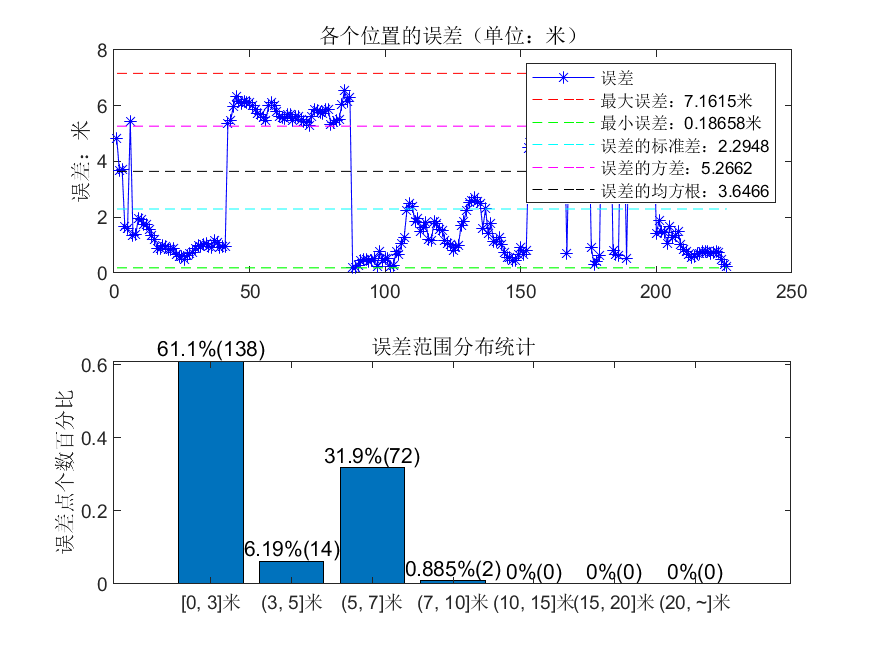 各个位置的误差（单位：米）
误差：米
8
6
4
2
0
0 50 100 150 200 250
误差
最大误差：7.1615米
最小误差：0.18658米
误差的标准差：2.2948
误差的方差：5.2662
误差的均方根：3.6466
误差范围分布统计
误差点个数百分比
0.6
0.4
0.2
0
61.1%(138)
6.19%(14)
31.9%(72)
0.885%(2)
0%(0)
0%(0)
0%(0)
[0, 3]米 (3, 5]米 (5, 7]米 (7, 10]米 (10, 15]米 (15, 20]米 (20, ~]米